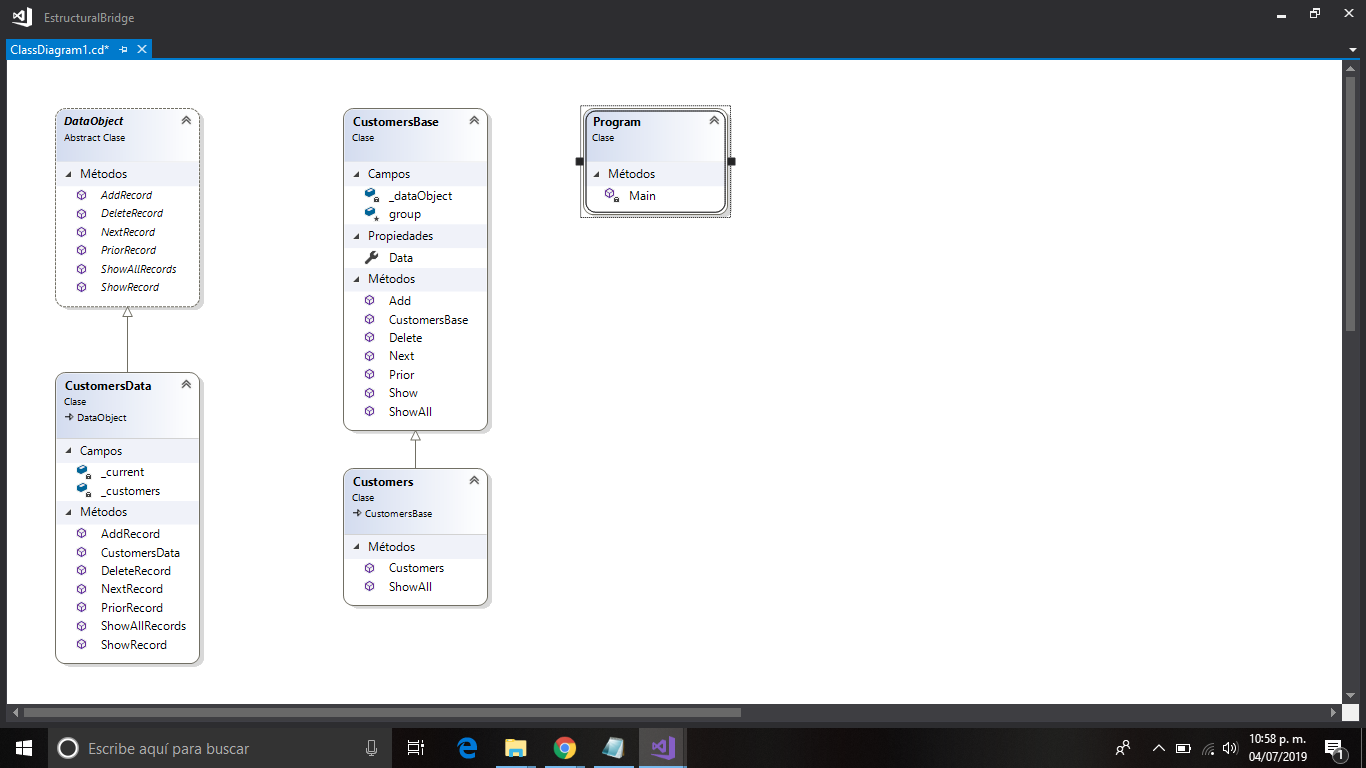 EstructuralBridge
ClassDiagram1.cd*
DataObject
Abstract Clase
Métodos
AddRecord
DeleteRecord
NextRecord
PriorRecord
ShowAllRecords
ShowRecord
CustomersData
Clase
DataObject
Campos
_current
_customers
Métodos
AddRecord
CustomersData
DeleteRecord
NextRecord
PriorRecord
ShowAllRecords
ShowRecord
CustomersBase
Clase
Campos
_dataObject
group
Propiedades
Data
Métodos
Add
CustomersBase
Delete
Next
Prior
Show
ShowAll
Customers
Clase
CustomersBase
Métodos
Customers
ShowAll
Program
Clase
Métodos
Main
Escribe aquí para buscar
10:58 p. m.
04/07/2019
1